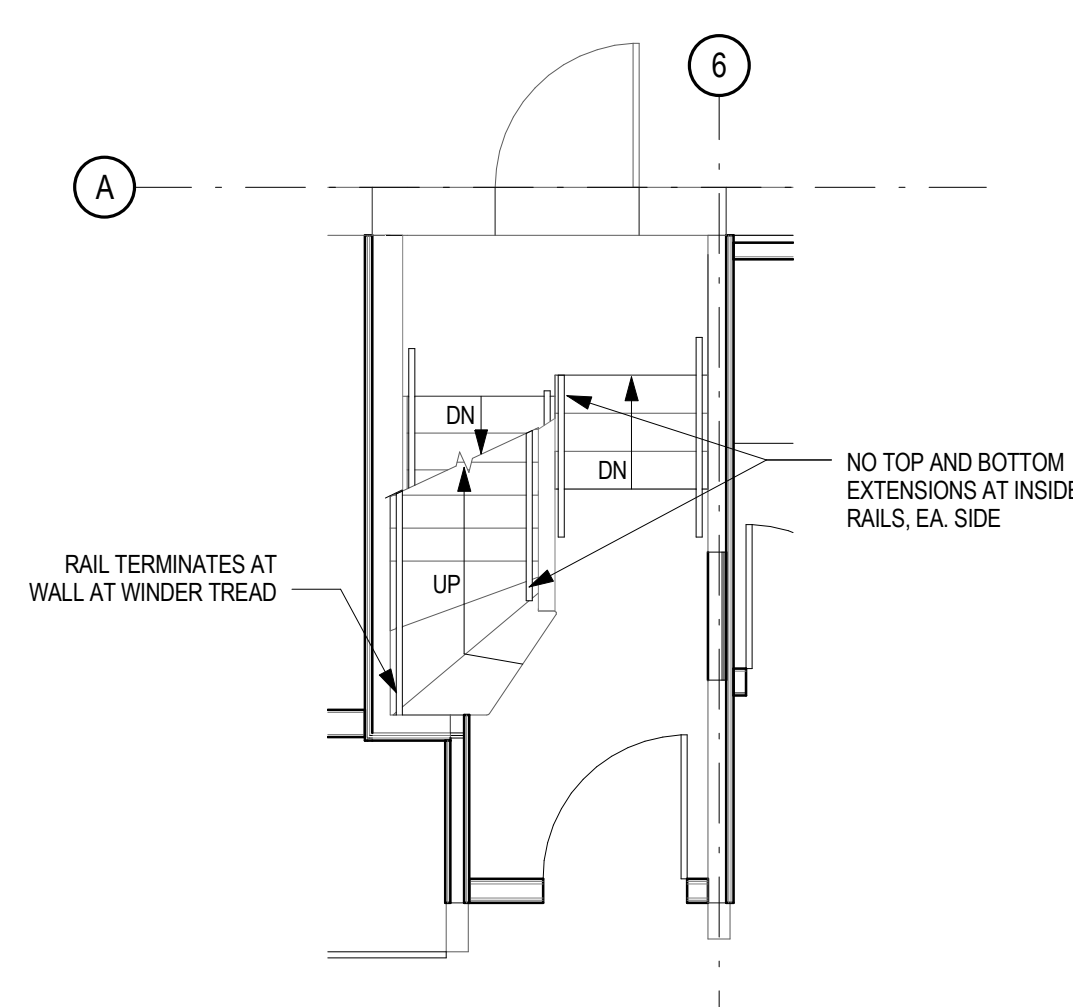 6
A
DN
DN
NO TOP AND BOTTOM
EXTENSIONS AT INSIDE
RAILS, EA. SIDE
RAIL TERMINATES AT
WALL AT WINDER TREAD
UP